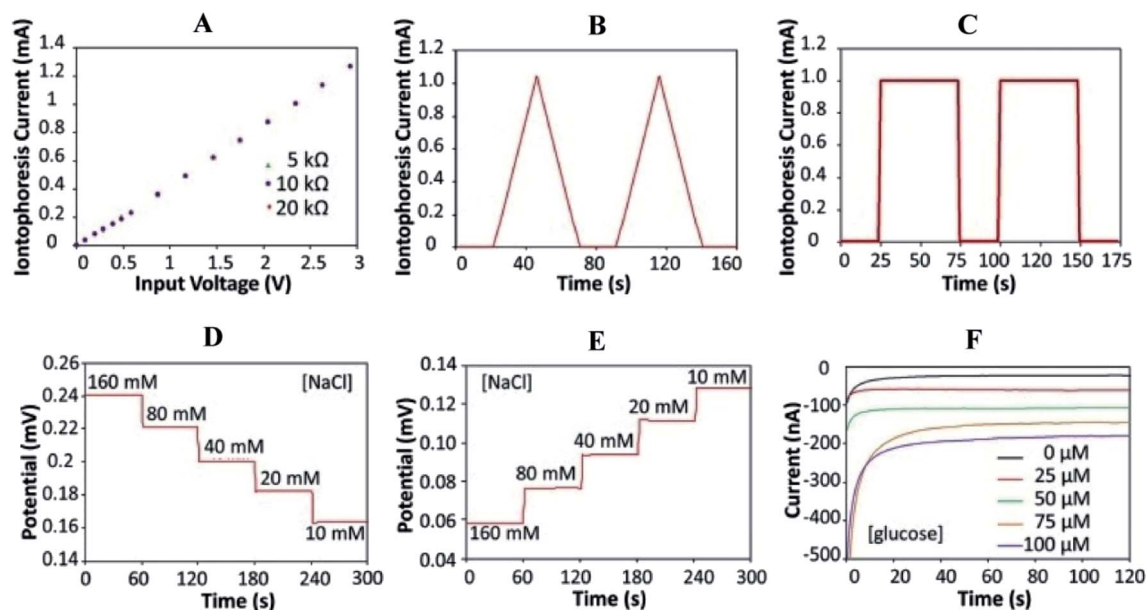 A
Iontophoresis Current (mA)
1.4
1.2
1
0.8
0.6
0.4
0.2
0
5 kΩ
10 kΩ
20 kΩ
0 0.5 1 1.5 2 2.5 3
Input Voltage (V)
B
Iontophoresis Current (mA)
1.2
1.0
0.8
0.6
0.4
0.2
0
0 40 80 120 160
Time (s)
C
Iontophoresis Current (mA)
1.2
1.0
0.8
0.6
0.4
0.2
0
0 25 50 75 100 125 150 175
Time (s)
D
Potential (mV)
0.26
0.24
0.22
0.2
0.18
0.16
0.14
[NaCl]
160 mM
80 mM
40 mM
20 mM
10 mM
0 60 120 180 240 300
Time (s)
E
Potential (mV)
0.14
0.12
0.10
0.08
0.06
0.04
[NaCl]
10 mM
20 mM
40 mM
80 mM
160 mM
0 60 120 180 240 300
Time (s)
F
Current (nA)
0
-100
-200
-300
-400
-500
0 µM
25 µM
50 µM
75 µM
100 µM
[glucose]
0 20 40 60 80 100 120
Time (s)